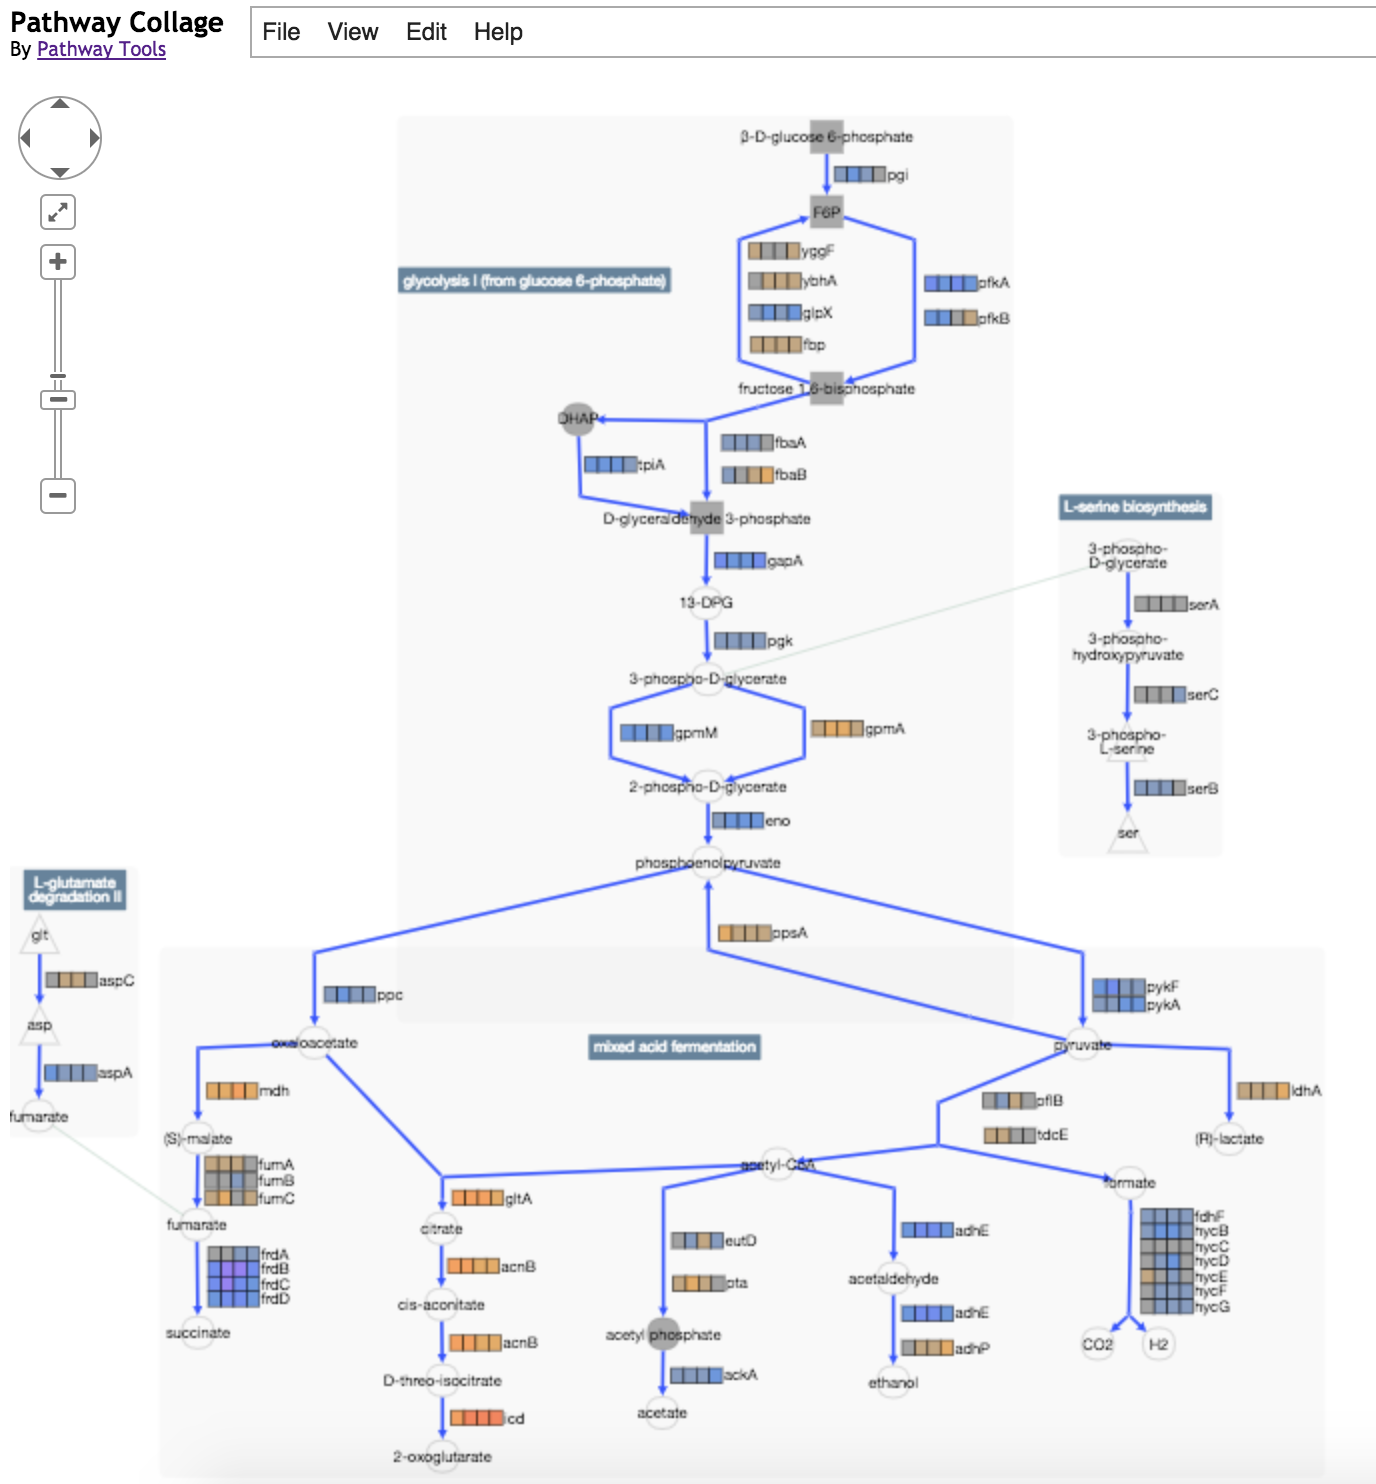 Pathway Collage
By Pathway Tools
File View Edit Help
β-D-glucose 6-phosphate
pgi
F6P
yggF
glycolysis I (from glucose 6-phosphate)
ybhA
pfkA
glpX
pfkB
fbp
fructose 1,6-bisphosphate
DHAP
fbaA
tpiA
fbaB
L-serine biosynthesis
D-glyceraldehyde 3-phosphate
3-phospho-
D-glycerate
gapA
13-DPG
serA
pgk
3-phospho-
hydroxypyruvate
3-phospho-D-glycerate
serC
gpmM
gpmA
3-phospho-
L-serine
2-phospho-D-glycerate
serB
eno
ser
phosphoenolpyruvate
L-glutamate
degradation II
glt
ppsA
aspC
pykF
ppc
pykA
asp
oxaloacetate
mixed acid fermentation
pyruvate
aspA
mdh
ldhA
pflB
fumarate
tdcE
(S)-malate
(R)-lactate
fumA
acetyl-CoA
fumB
formate
fumC
gltA
fumarate
citrate
fdhF
adhE
hycB
eutD
hycC
frdA
hycD
frdB
acnB
acetaldehyde
hycE
frdC
pta
hycF
frdD
cis-aconitate
hycG
adhE
succinate
acetyl phosphate
acnB
adhP
CO2
H2
D-threo-isocitrate
ackA
ethanol
acetate
icd
2-oxoglutarate